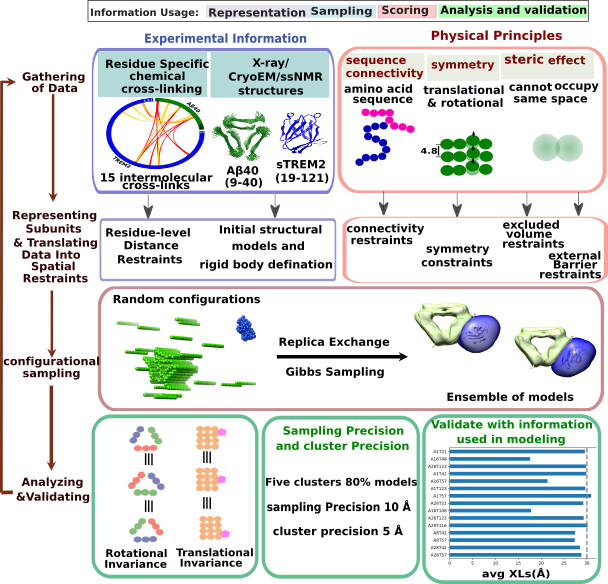 Information Usage: Representation Sampling Scoring Analysis and validation
Gathering
of Data
Representing
Subunits
& Translating
Data Into
Spatial
Restraints
configurational
sampling
Analyzing
&Validating
Experimental Information
Residue Specific
chemical
cross-linking
X-ray/
CryoEM/ssNMR
structures
Aβ40
TREM2
15 intermolecular
cross-links
Aβ40
(9-40)
sTREM2
(19-121)
Physical Principles
sequence
connectivity
symmetry
steric effect
amino acid
sequence
translational
& rotational
cannot occupy
same space
4.8
Residue-level
Distance
Restraints
Initial structural
models and
rigid body defination
connectivity
restraints
symmetry
constraints
excluded
volume
restraints
external
Barrier
restraints
Random configurations
Replica Exchange
Gibbs Sampling
Ensemble of models
Rotational
Invariance
Translational
Invariance
Sampling Precision
and cluster Precision
Five clusters 80% models
sampling Precision 10 Å
cluster precision 5 Å
Validate with information
used in modeling
A1T21
A16T48
A28T123
A1T42
A16T57
A1T123
A1T57
A28T21
A16T108
A16T123
A28T116
A8T42
A8T57
A28T42
A28T57
0 5 10 15 20 25 30
avg XLs(Å)